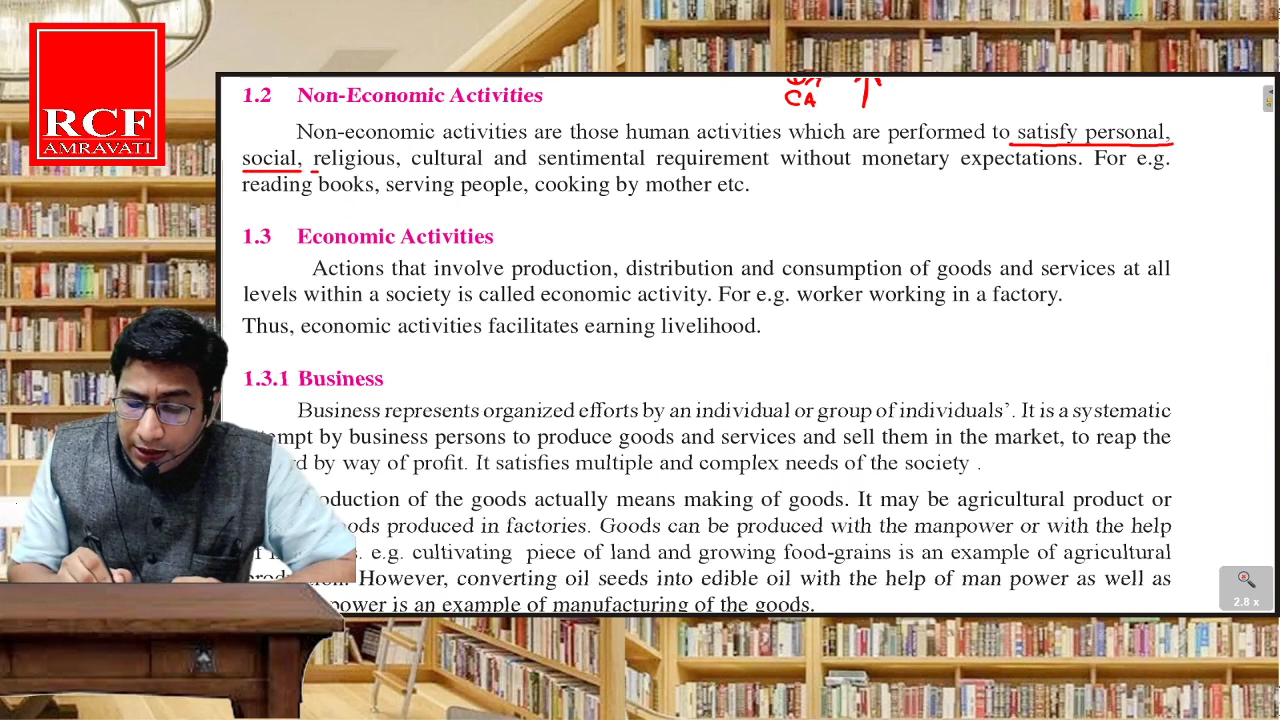 RCF
AMRAVATI
CA
1.2 Non-Economic Activities
Non-economic activities are those human activities which are performed to satisfy personal,
social, religious, cultural and sentimental requirement without monetary expectations. For e.g.
reading books, serving people, cooking by mother etc.
1.3 Economic Activities
Actions that involve production, distribution and consumption of goods and services at all
levels within a society is called economic activity. For e.g. worker working in a factory.
Thus, economic activities facilitates earning livelihood.
1.3.1 Business
Business represents organized efforts by an individual or group of individuals’. It is a systematic
by business persons to produce goods and services and sell them in the market, to reap the
by way of profit. It satisfies multiple and complex needs of the society .
of the goods actually means making of goods. It may be agricultural product or
produced in factories. Goods can be produced with the manpower or with the help
e.g. cultivating piece of land and growing food-grains is an example of agricultural
However, converting oil seeds into edible oil with the help of man power as well as
power is an example of manufacturing of the goods.
2.8 x